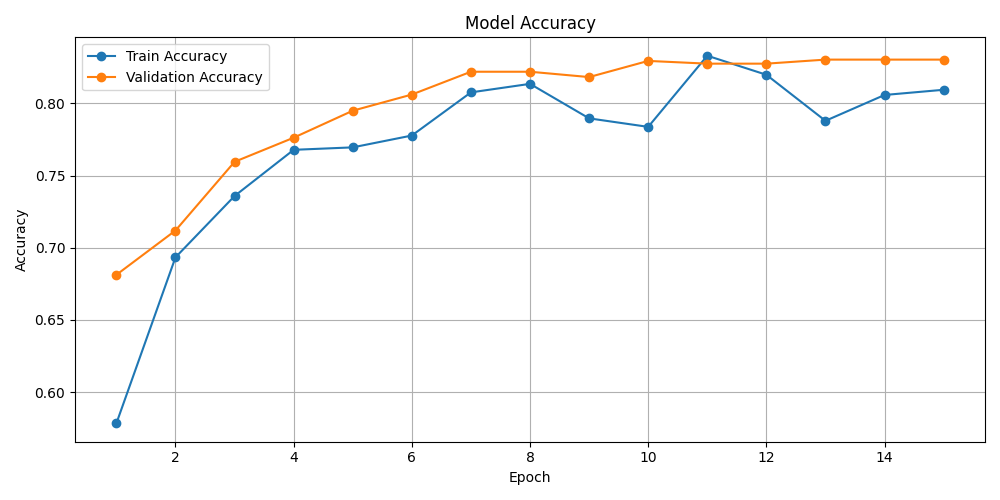 Model Accuracy
Train Accuracy
Validation Accuracy
0.80
0.75
0.70
0.65
0.60
Accuracy
2 4 6 8 10 12 14
Epoch